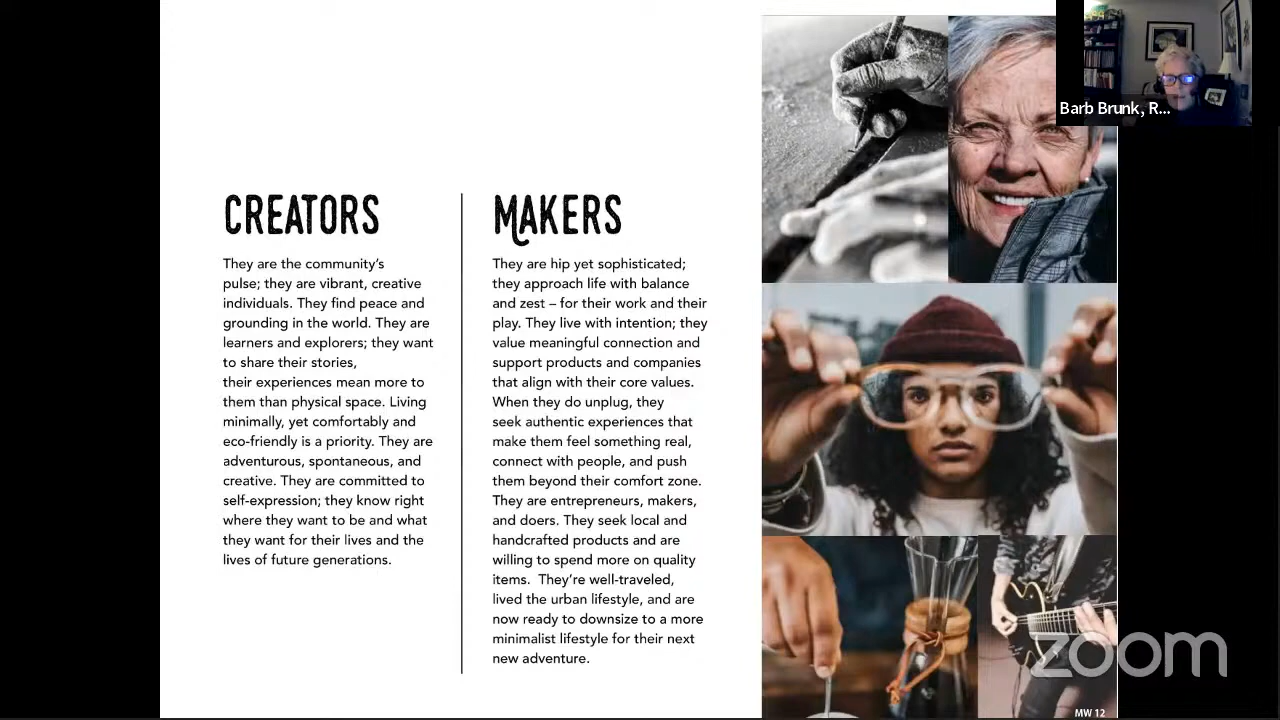 CREATORS
They are the community's
pulse; they are vibrant, creative
individuals. They find peace and
grounding in the world. They are
learners and explorers; they want
to share their stories,
their experiences mean more to
them than physical space. Living
minimally, yet comfortably and
eco-friendly is a priority. They are
adventurous, spontaneous, and
creative. They are committed to
self-expression; they know right
where they want to be and what
they want for their lives and the
lives of future generations.
MAKERS
They are hip yet sophisticated;
they approach life with balance
and zest – for their work and their
play. They live with intention; they
value meaningful connection and
support products and companies
that align with their core values.
When they do unplug, they
seek authentic experiences that
make them feel something real,
connect with people, and push
them beyond their comfort zone.
They are entrepreneurs, makers,
and doers. They seek local and
handcrafted products and are
willing to spend more on quality
items.  They're well-traveled,
lived the urban lifestyle, and are
now ready to downsize to a more
minimalist lifestyle for their next
new adventure.
Barb Brunk, R...
zoom
MW 12